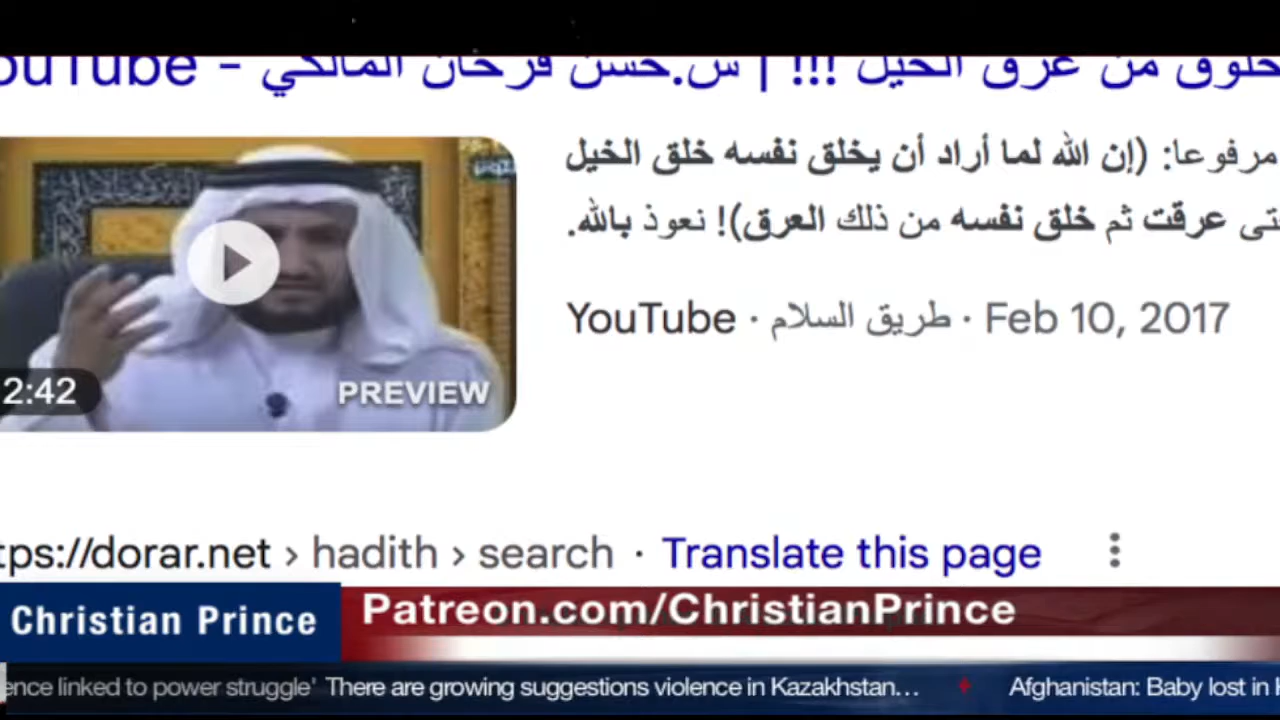 ouTube - خلوق من عرق الخيل !!! | س.حسن فرحان المالكي
مرفوعا: (إن الله لما أراد أن يخلق نفسه خلق الخيل
تى عرقت ثم خلق نفسه من ذلك العرق)! نعوذ بالله.
YouTube · طريق السلام · Feb 10, 2017
2:42
PREVIEW
tps://dorar.net › hadith › search · Translate this page
Christian Prince
Patreon.com/ChristianPrince
ence linked to power struggle' There are growing suggestions violence in Kazakhstan… Afghanistan: Baby lost in